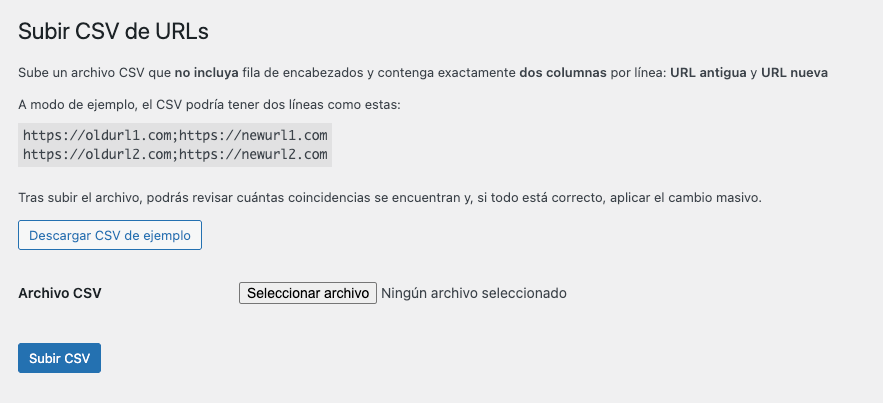 Subir CSV de URLs
Sube un archivo CSV que no incluya fila de encabezados y contenga exactamente dos columnas por línea: URL antigua y URL nueva
A modo de ejemplo, el CSV podría tener dos líneas como estas:
https://oldurl1.com;https://newurl1.com
https://oldurl2.com;https://newurl2.com
Tras subir el archivo, podrás revisar cuántas coincidencias se encuentran y, si todo está correcto, aplicar el cambio masivo.
Descargar CSV de ejemplo
Archivo CSV Seleccionar archivo Ningún archivo seleccionado
Subir CSV